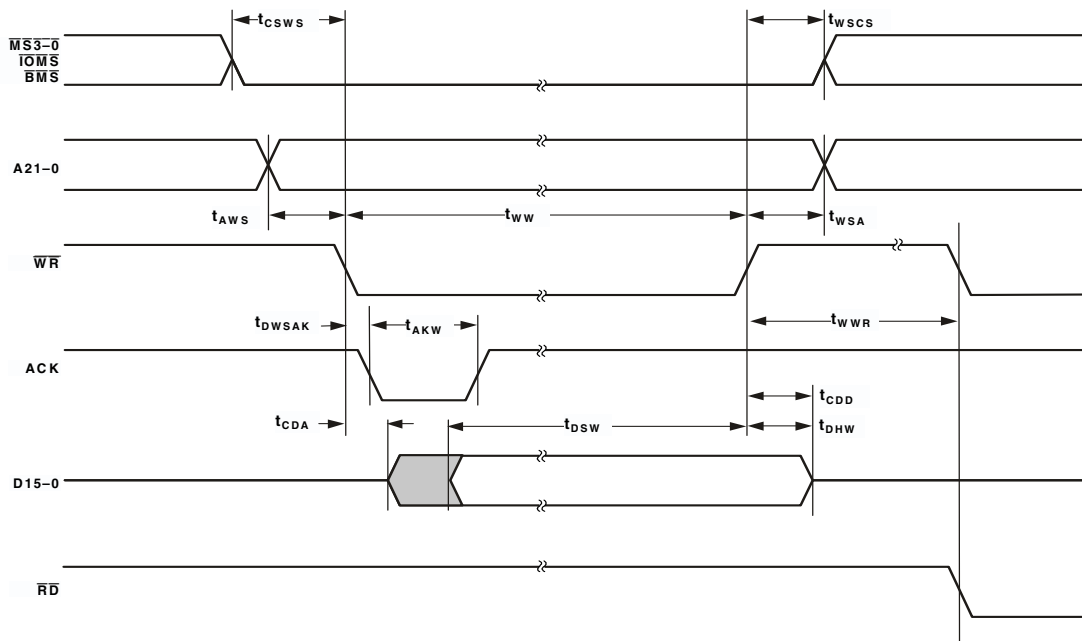 tCSWS
tWSCS
MS3–0
IOMS
BMS
A21–0
tAWS
tWW
tWSA
WR
tDWSAK
tAKW
tWWR
ACK
tCDD
tCDA
tDSW
tDHW
D15–0
RD